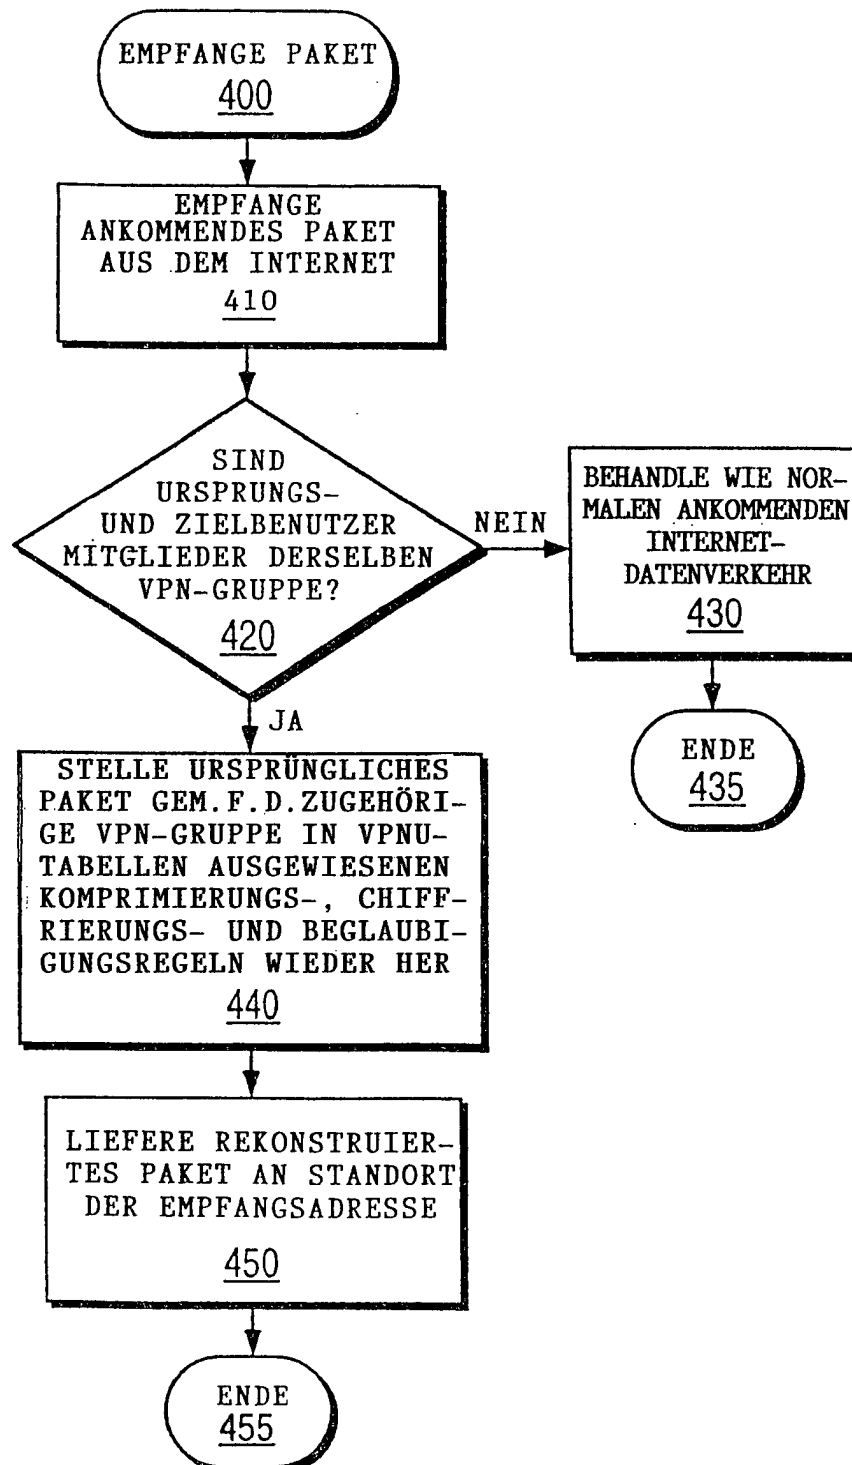 EMPFANGE PAKET
400
EMPFANGE
ANKOMMENDES PAKET
AUS DEM INTERNET
410
SIND
URSPRUNGS-
UND ZIELBENUTZER
MITGLIEDER DERSELBEN
VPN-GRUPPE?
420
NEIN
BEHANDLE WIE NOR-
MALEN ANKOMMENDEN
INTERNET-
DATENVERKEHR
430
ENDE
435
JA
STELLE URSPRÜNGLICHES
PAKET GEM.F.D.ZUGEHÖRI-
GE VPN-GRUPPE IN VPNU-
TABELLEN AUSGEWIESENEN
KOMPRIMIERUNGS-, CHIFF-
RIERUNGS- UND BEGLAUBI-
GUNGSREGELN WIEDER HER
440
LIEFERE REKONSTRUIER-
TES PAKET AN STANDORT
DER EMPFANGSADRESSE
450
ENDE
455